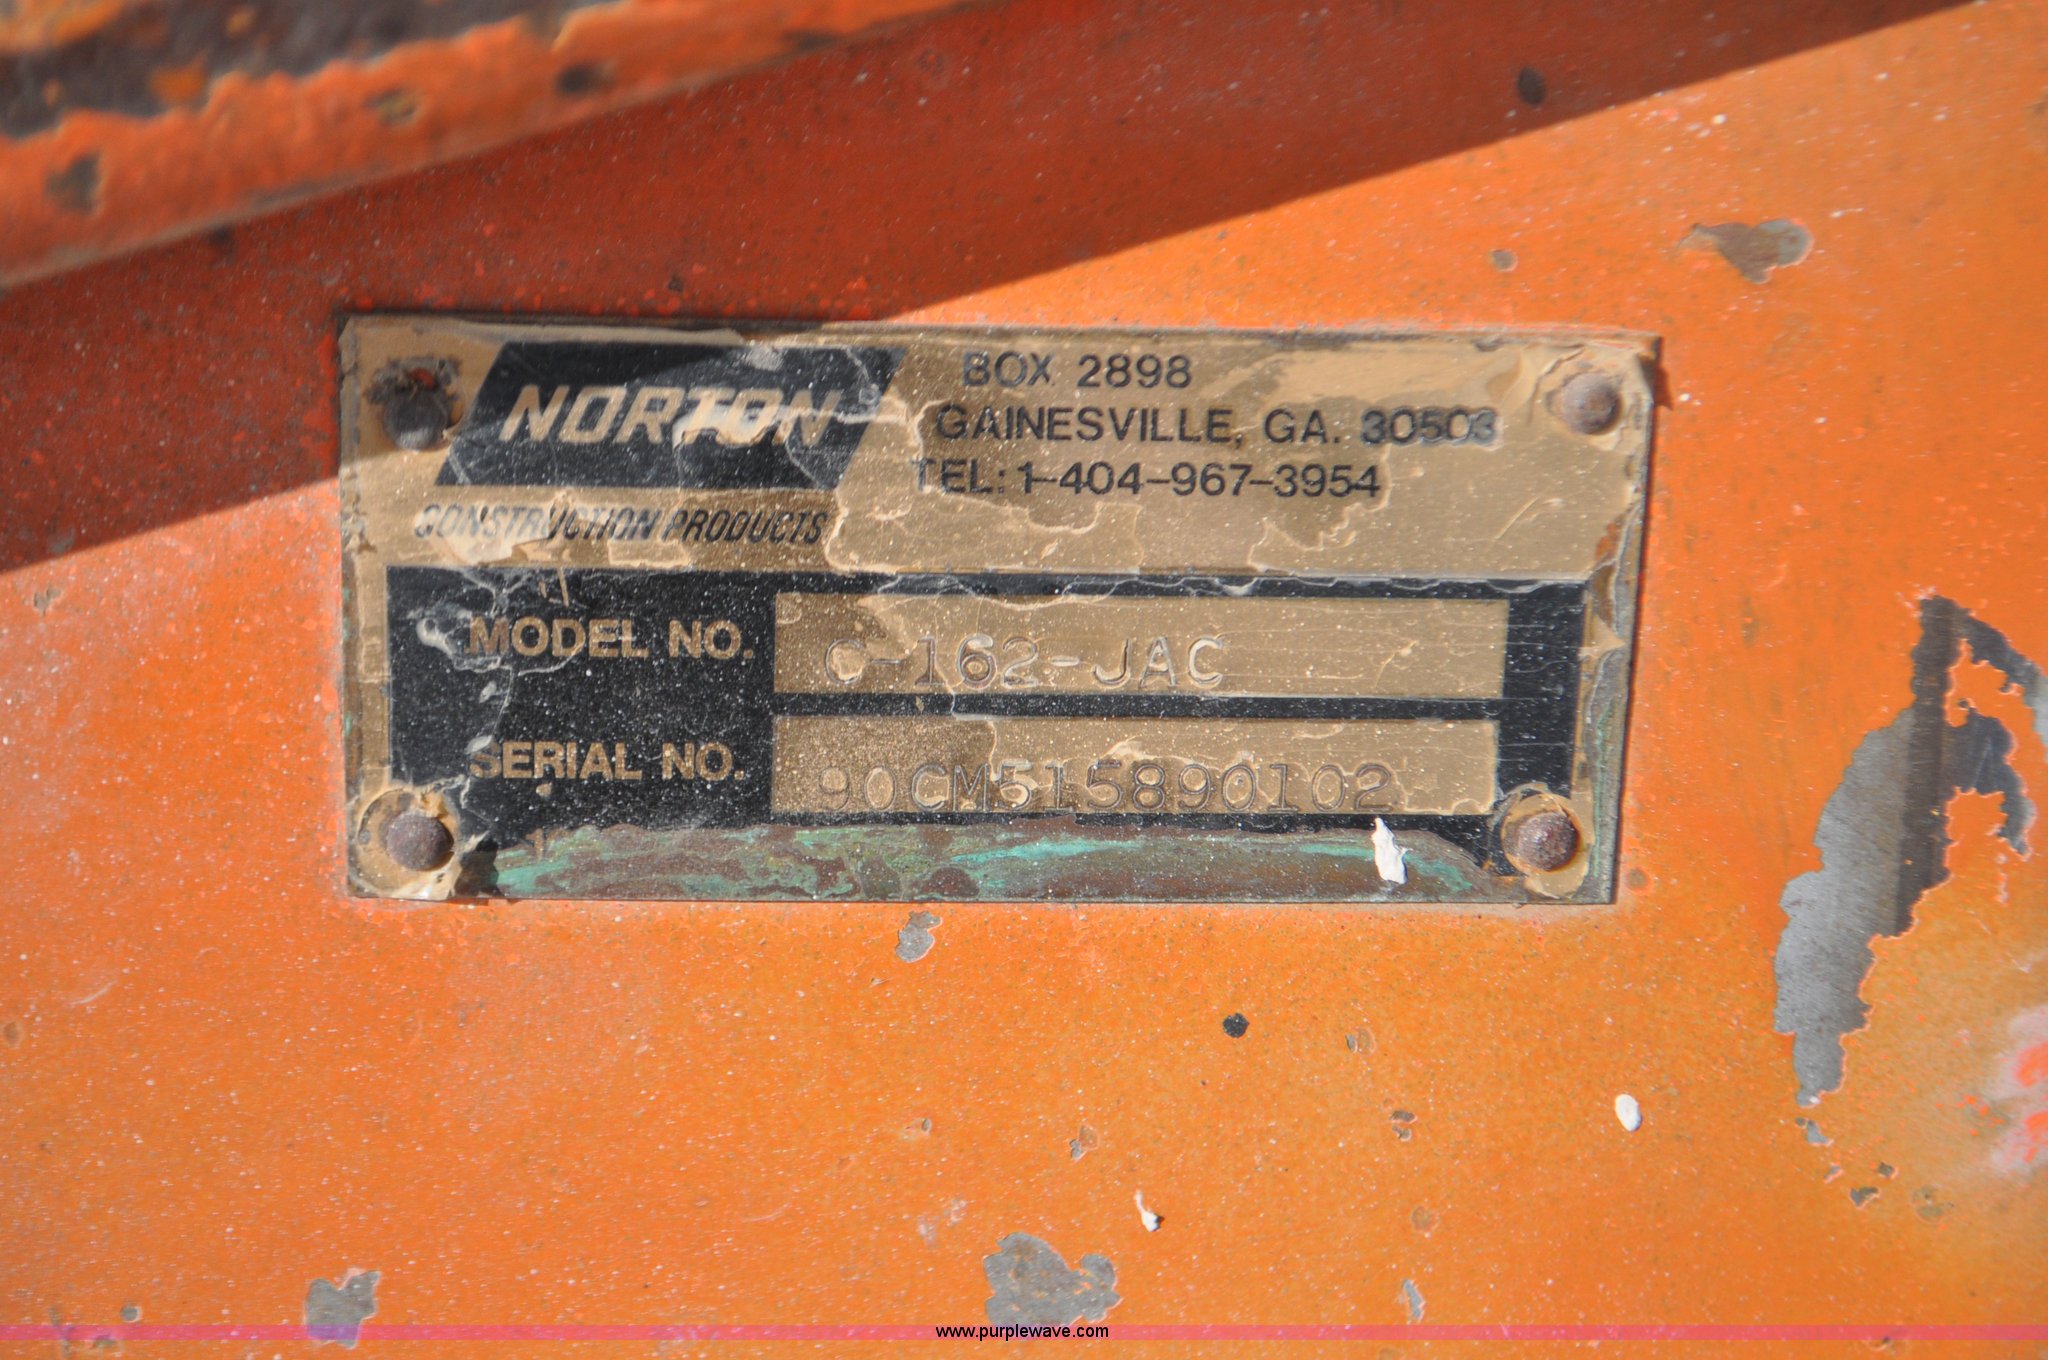 NORTON
CONSTRUCTION PRODUCTS
BOX 2898
GAINESVILLE, GA. 30503
TEL: 1-404-967-3954
MODEL NO. C-162-JAC
SERIAL NO. 90CM515890102
www.purplewave.com